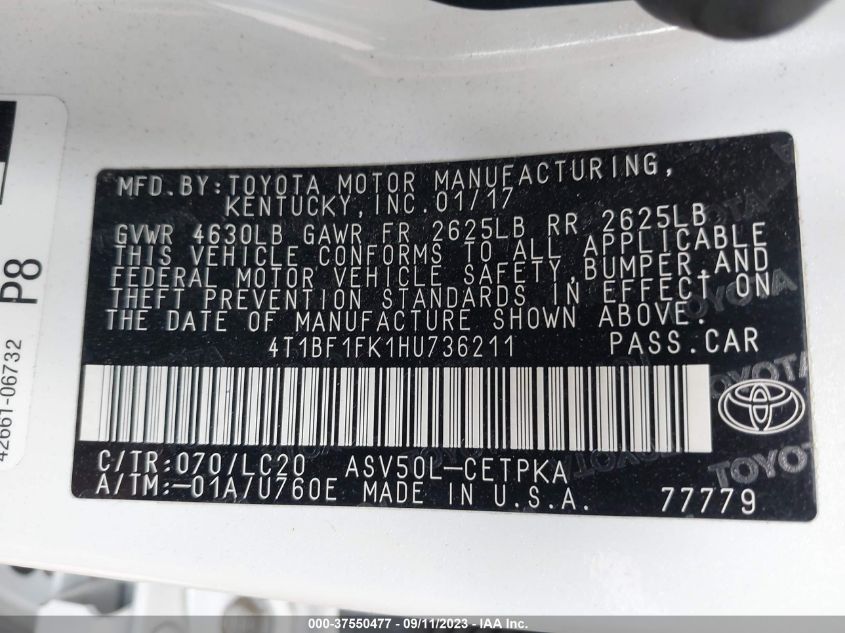 MFD. BY: TOYOTA MOTOR MANUFACTURING,
KENTUCKY, INC. 01/17
GVWR 4630LB GAWR FR 2625LB RR 2625LB
THIS VEHICLE CONFORMS TO ALL APPLICABLE
FEDERAL MOTOR VEHICLE SAFETY, BUMPER, AND
THEFT PREVENTION STANDARDS IN EFFECT ON
THE DATE OF MANUFACTURE SHOWN ABOVE.
4T1BF1FK1HU736211 PASS. CAR
C/TR: 070/LC20 ASV50L-CETPKA
A/TM:-01A/U760E MADE IN U.S.A. 77779
TOYOTA
42661-06732 P8
000-37550477 - 09/11/2023 - IAA Inc.